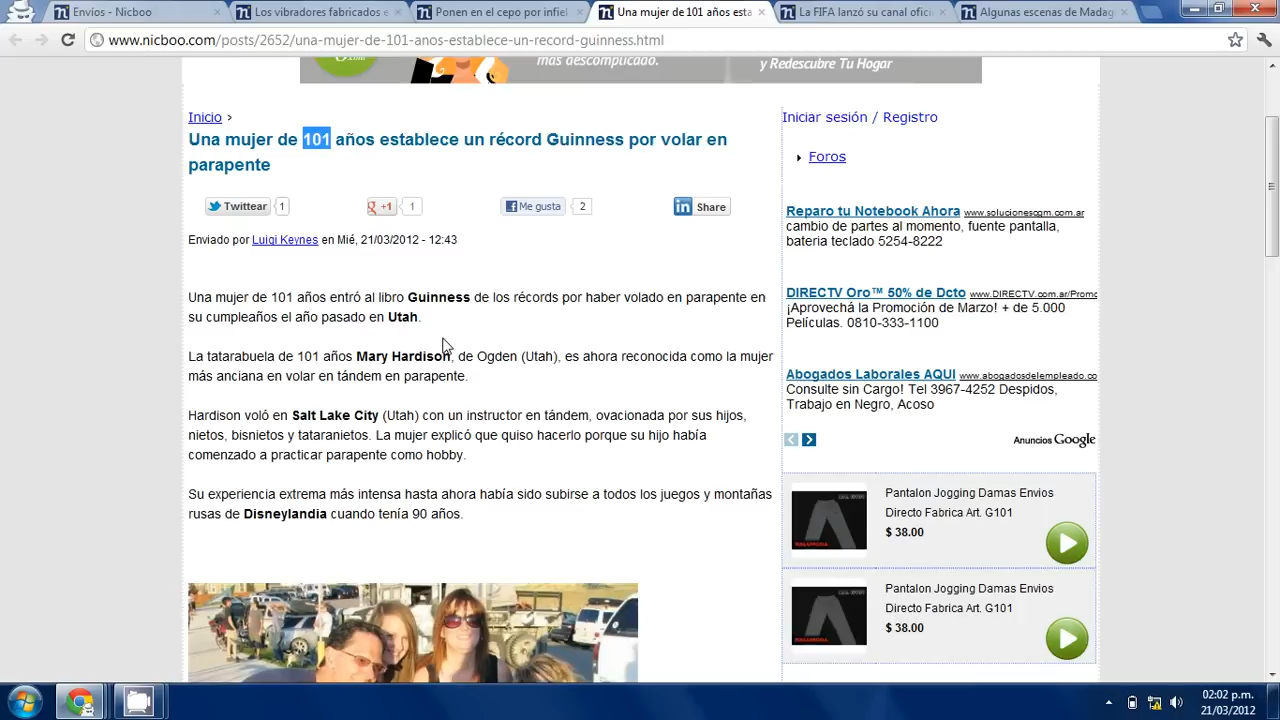 Envios - Nicboo
Los vibradores fabricados e
Ponen en el cepo por infiel
Una mujer de 101 años esta
La FIFA lanzó su canal ofici
Algunas escenas de Madag
www.nicboo.com/posts/2652/una-mujer-de-101-anos-establece-un-record-guinness.html
más descomplicado.
y Redescubre Tu Hogar
Inicio ›
Una mujer de 101 años establece un récord Guinness por volar en
parapente
Twittear 1
+1 1
Me gusta 2
Share
Enviado por Luigi Keynes en Mié, 21/03/2012 - 12:43
Una mujer de 101 años entró al libro Guinness de los récords por haber volado en parapente en
su cumpleaños el año pasado en Utah.
La tatarabuela de 101 años Mary Hardison, de Ogden (Utah), es ahora reconocida como la mujer
más anciana en volar en tándem en parapente.
Hardison voló en Salt Lake City (Utah) con un instructor en tándem, ovacionada por sus hijos,
nietos, bisnietos y tataranietos. La mujer explicó que quiso hacerlo porque su hijo había
comenzado a practicar parapente como hobby.
Su experiencia extrema más intensa hasta ahora había sido subirse a todos los juegos y montañas
rusas de Disneylandia cuando tenía 90 años.
Iniciar sesión / Registro
Foros
Reparo tu Notebook Ahora www.solucionesqgm.com.ar
cambio de partes al momento, fuente pantalla,
bateria teclado 5254-8222
DIRECTV Oro™ 50% de Dcto www.DIRECTV.com.ar/Promo
¡Aprovechá la Promoción de Marzo! + de 5.000
Películas. 0810-333-1100
Abogados Laborales AQUI www.abogadosdelempleado.co
Consulte sin Cargo! Tel 3967-4252 Despidos,
Trabajo en Negro, Acoso
Anuncios Google
Pantalon Jogging Damas Envios
Directo Fabrica Art. G101
$ 38.00
Pantalon Jogging Damas Envios
Directo Fabrica Art. G101
$ 38.00
02:02 p.m.
21/03/2012